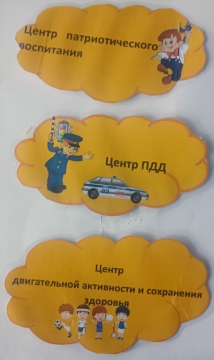 Центр патриотического
воспитания
Центр ПДД
Центр
двигательной активности и сохранения
здоровья